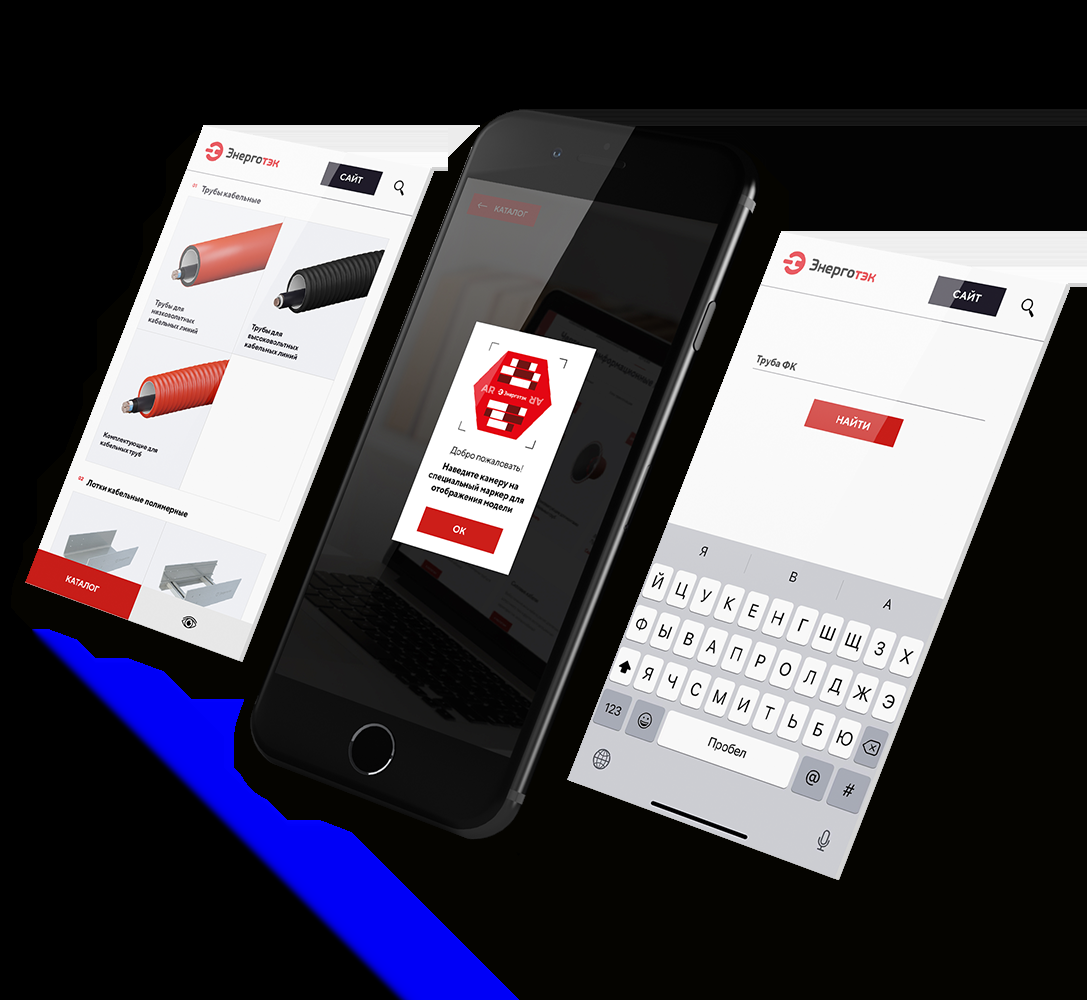 Энерготэк
САЙТ
01 Трубы кабельные
Трубы для
низковольтных
кабельных линий
Трубы для
высоковольтных
кабельных линий
Комплектующие для
кабельных труб
02 Лотки кабельные полимерные
КАТАЛОГ
← КАТАЛОГ
AR Энерготэк AR
Добро пожаловать!
Наведите камеру на
специальный маркер для
отображения модели
ОК
Энерготэк
САЙТ
Труба ФК
НАЙТИ
Я В А
Й Ц У К Е Н Г Ш Щ З Х
Ф Ы В А П Р О Л Д Ж Э
Я Ч С М И Т Ь Б Ю
123 Пробел @ #